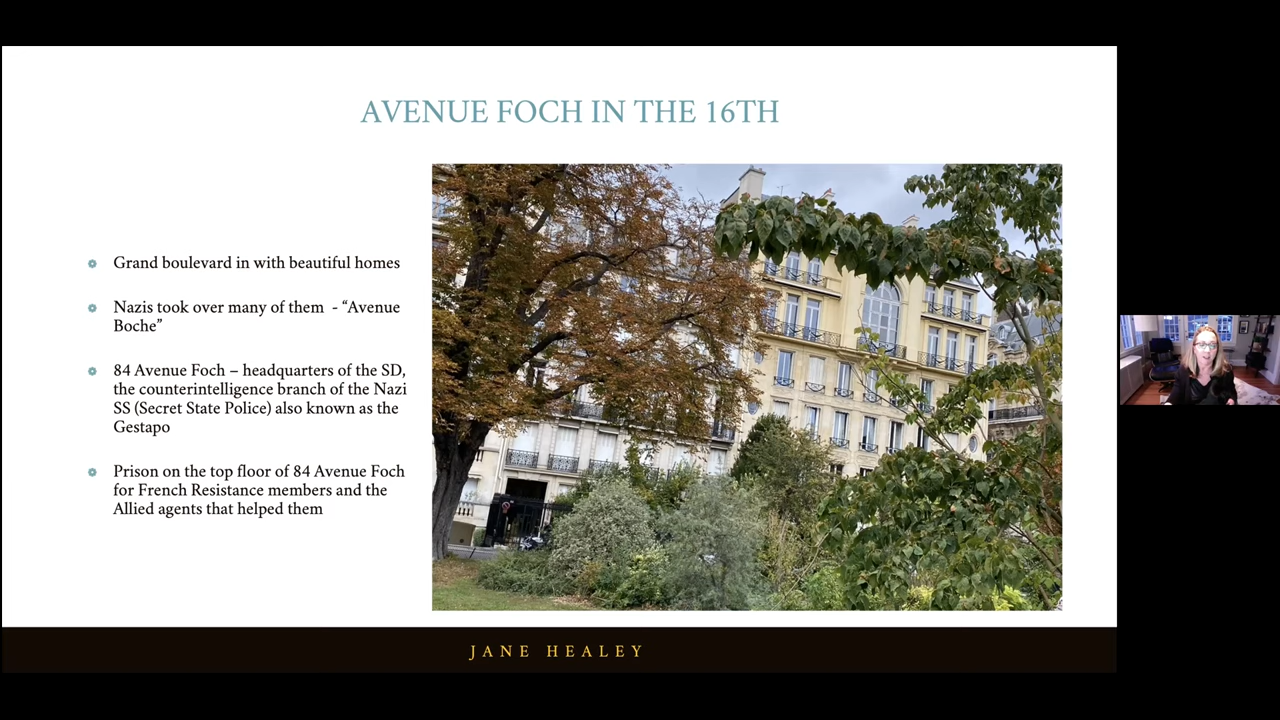 AVENUE FOCH IN THE 16TH
Grand boulevard in with beautiful homes
Nazis took over many of them - “Avenue
Boche”
84 Avenue Foch – headquarters of the SD,
the counterintelligence branch of the Nazi
SS (Secret State Police) also known as the
Gestapo
Prison on the top floor of 84 Avenue Foch
for French Resistance members and the
Allied agents that helped them
JANE HEALEY